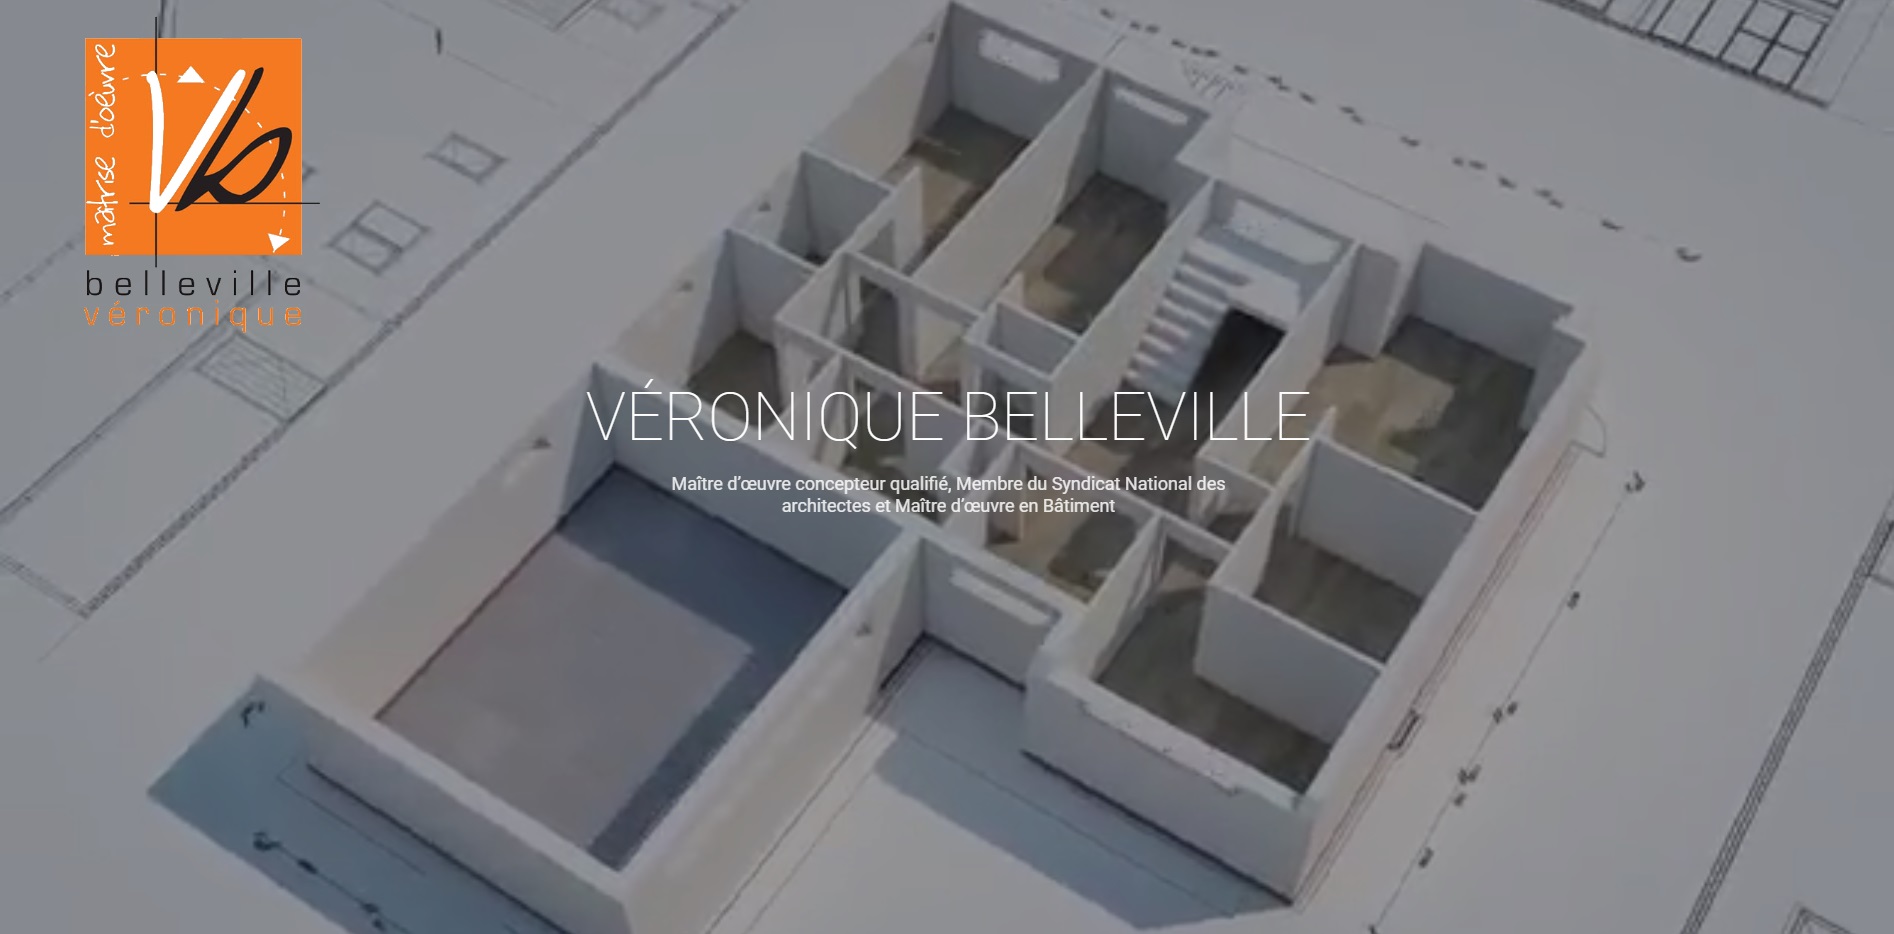 maîtrise d'oeuvre
Vb
belleville
véronique
VÉRONIQUE BELLEVILLE
Maître d’œuvre concepteur qualifié, Membre du Syndicat National des
architectes et Maître d’œuvre en Bâtiment